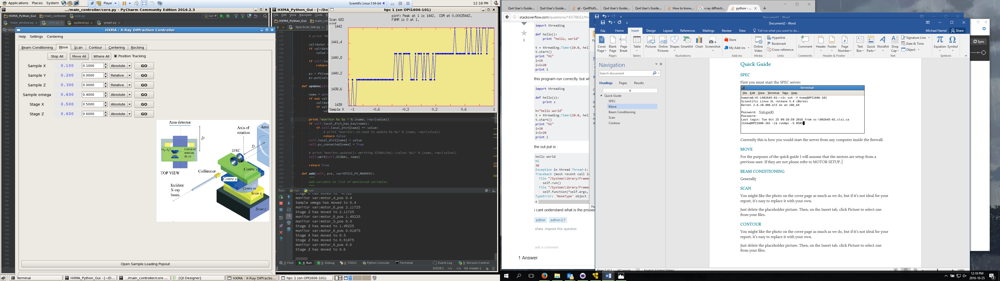 Applications Places System
Player
Scientific Linux 5 64-bit
12:18 PM
.../main_controller/core.py - PyCharm Community Edition 2016.2.3
HXMA_Python_Gui
main_controller
core.py
run
main_window.py
core.py
pydevd.py
graph.py
HXMA : X-Ray Diffraction Controller
Help Settings Centering
Beam Conditioning Move Scan Contour Centering Rocking
Stop All Move All Where All Position Tracking
Sample X 0.100 0.1000 Absolute GO
Sample Y 0.200 0.0000 Relative GO
Sample Z 0.300 0.0000 Relative GO
Sample omega 0.400 0.4000 Absolute GO
Stage X 0.500 0.5000 Absolute GO
Stage Z 0.600 0.6000 Absolute GO
Area detector
D
Centre of
rotation
(0, 0)
TOP VIEW
Axis of
rotation
Area
DAC
D
Collimator
Centre x
Centre y
Centre ω
Scan x
Scan z
Incident
X-ray
beam
Open Sample Loading Popout
HXMA_Python_Gui - [~/Do
File Edit View Navigate Code
HXMA_Python_Gui
main_con
SpecScan_toki.py
validator =
if validato
value =
if self.loc
return
pv = PV(nam
pv.put(valu
def update(self
name = unic
if not vali
print "monitor %s %s " % (name, repr(value))
if self.local_dict.has_key(name):
if self.local_dict[name] == value:
# print "monitor: no need to update %s %s" % (name, repr(value))
return False
self.local_dict[name] = value
self.pv_connected[name] = True
# print "monitor.update(): emitting SIGNAL(%s) (value: %s)" % (name, repr(value))
self.emit(self.SIGNAL, name)
return True
def add(self, pvs, var=EPICS_PV_MARKER):
"""
Add variable to list of monitored variables
"""
hpc 1 (on OPI1606-101)
pinf: Peak at 1 is 1442. COM at 0.00025442.
FWHM is 0 at 1.
Scan 682
pinf
1442
1441.4
1440.8
1440.2
1439.6
1439
Sample X -1 -0.6 -0.2 0.2 0.6 1
Run: run run
monitor var:motor_4_pos 0.4
Sample omega has moved to 0.4
monitor var:motor_6_pos 2.11725
Stage Z has moved to 2.11725
monitor var:motor_6_pos 1.49225
monitor var:motor_5_pos 0.5
Stage Z has moved to 1.49225
monitor var:motor_6_pos 0.91875
Stage X has moved to 0.5
Stage Z has moved to 0.91875
monitor var:motor_6_pos 0.6
Stage Z has moved to 0.6
3: Find 4: Run 5: Debug 6: TODO Python Console Terminal Event Log 9: Version Control
10928:1 n/a n/a Git: master
Terminal
HXMA_Python_Gui - [~/D...
.../main_controller/core....
[Qt Designer]
HXMA : X-Ray Diffractio...
hpc 1 (on OPI1606-101)
Qwt User's Guide:...
Qwt User's Guide:...
qt - QwtPlotS...
Qwt User's Guide:...
Qwt User's Guide:...
How to know...
x ray diffracti...
python - ...
stackoverflow.com/questions/16578652/thr
6
import threading
def hello():
print "hello, world"
t = threading.Timer(10.0, hell
t.start()
print "Hi"
i=10
i=i+20
print i
this program run correctly. but wh
import threading
def hello(s):
print s
h="hello world"
t = threading.Timer(10.0, hell
t.start()
print "Hi"
i=10
i=i+20
print i
the out put is :
hello world
Hi
30
Exception in thread Thread-1:
Traceback (most recent call la
File "/System/Library/Framew
self.run()
File "/System/Library/Framew
self.function(*self.args,
TypeError: 'NoneType' object i
i cant understand what is the proble
python python-2.7
share improve this question
add a comment
1 Answer
Document1 - Word
Document2 - Word
File Home Insert Design Layout References Mailings Review View Tell me what you want to do...
Michael Hamel Share
Cover Page
Blank Page
Page Break
Table
Pictures
Online Pictures
Shapes
SmartArt
Chart
Screenshot
Store
My Add-ins
Online Video
Hyperlink
Bookmark
Cross-reference
Comment
Header
Footer
Page Number
Text Box
Quick Parts
WordArt
Drop Cap
Signature Line
Date & Time
Object
Equation
Symbol
Pages Tables Illustrations Add-ins Media Links Comments Header & Footer Text Symbols
Sync
Navigation
Search document
Headings Pages Results
Quick Guide
SPEC
Move
Beam Conditioning
Scan
Contour
Quick Guide
SPEC
First you must start the SPEC server:
Terminal
File Edit View Terminal Tabs Help
hamelm@:VC-L002645-01:~<1> ssh -Y hxma@OPI1606-101
Scientific Linux SL release 5.4 (Boron)
Kernel 2.6.18-406.el5 on an x86_64
Password: Sstupid0
Password:
Last login: Tue Oct 25 09:16:59 2016 from vc-l002645-01.clsi.ca
[hxma@OPI1606-101 ~]$ runHpc -S 8585
Currently this is how you would start the server from any computer inside the firewall.
MOVE
For the purposes of the quick guide I will assume that the motors are setup from a
previous user. If they are not please refer to MOTOR SETUP.
BEAM CONDITIONING
Generally
SCAN
You might like the photo on the cover page as much as we do, but if it's not ideal for your
report, it's easy to replace it with your own.
Just delete the placeholder picture. Then, on the Insert tab, click Picture to select one
from your files.
CONTOUR
You might like the photo on the cover page as much as we do, but if it's not ideal for your
report, it's easy to replace it with your own.
Just delete the placeholder picture. Then, on the Insert tab, click Picture to select one
from your files.
Page 2 of 2 167 words English (United States) 100%
12:18 PM
2016-10-25